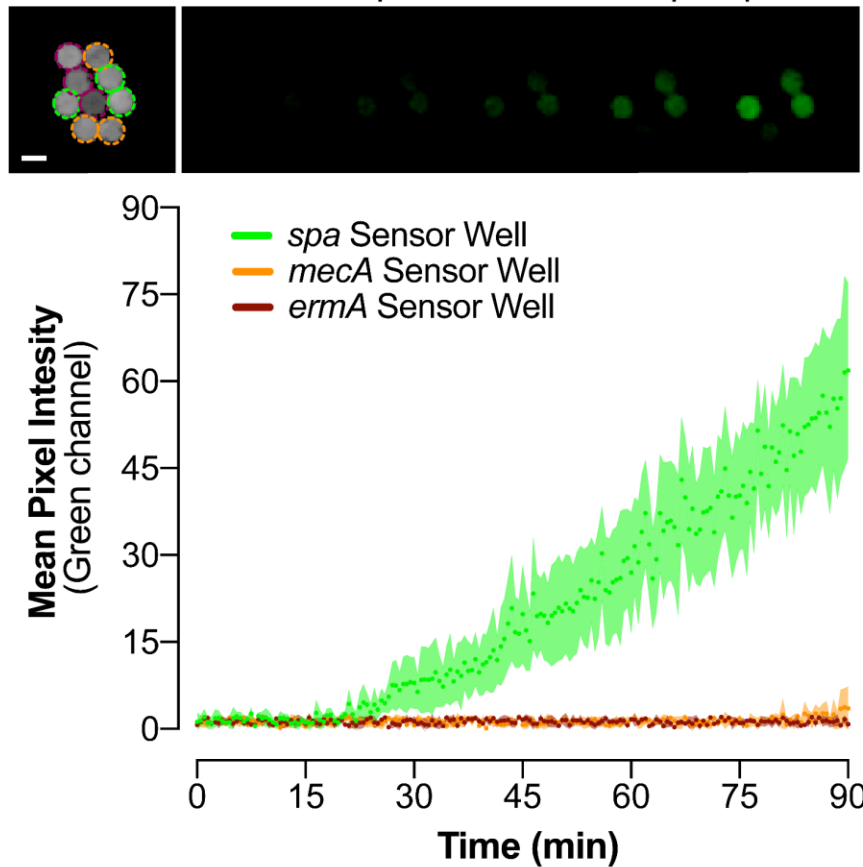 90
75
60
45
30
15
0
spa Sensor Well
mecA Sensor Well
ermA Sensor Well
Mean Pixel Intesity
(Green channel)
0 15 30 45 60 75 90
Time (min)